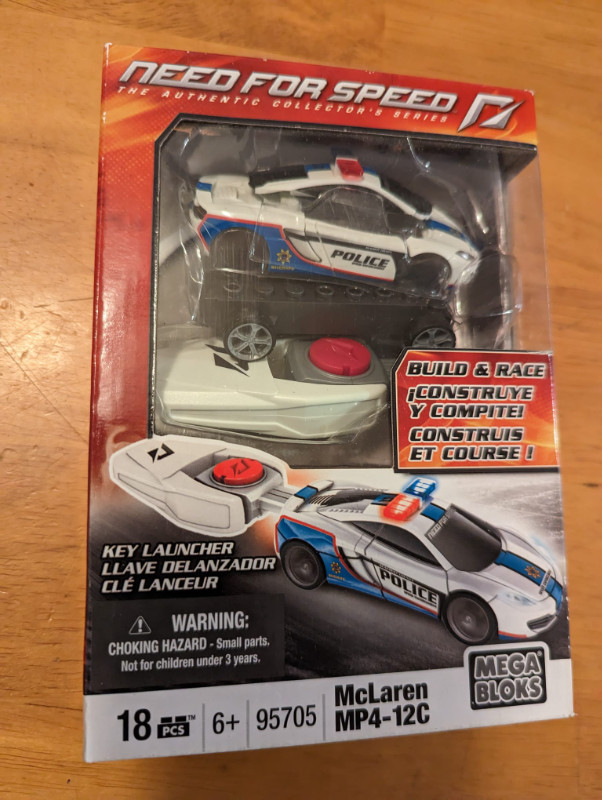 NEED FOR SPEED
THE AUTHENTIC COLLECTOR'S SERIES
POLICE
BUILD & RACE
¡CONSTRUYE
Y COMPITE!
CONSTRUIS
ET COURSE !
KEY LAUNCHER
LLAVE DELANZADOR
CLÉ LANCEUR
POLICE
WARNING:
CHOKING HAZARD - Small parts.
Not for children under 3 years.
18 PCS™
6+
95705
McLaren
MP4-12C
MEGA
BLOKS